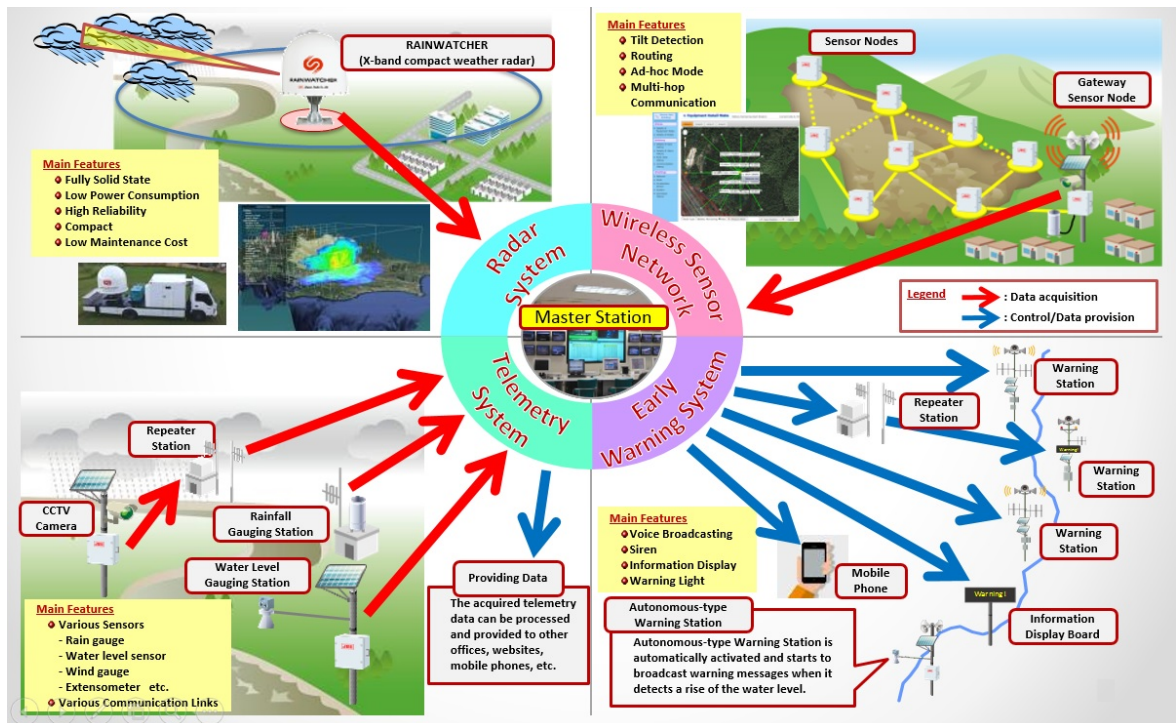 RAINWATCHER
(X-band compact weather radar)
RAINWATCHER
Main Features
Fully Solid State
Low Power Consumption
High Reliability
Compact
Low Maintenance Cost
Main Features
Tilt Detection
Routing
Ad-hoc Mode
Multi-hop
Communication
Sensor Nodes
Gateway
Sensor Node
Legend
: Data acquisition
: Control/Data provision
Radar
System
Wireless Sensor
Network
Master Station
Telemetry
System
Early
Warning System
Repeater
Station
CCTV
Camera
Rainfall
Gauging Station
Water Level
Gauging Station
Main Features
Various Sensors
- Rain gauge
- Water level sensor
- Wind gauge
- Extensometer etc.
Various Communication Links
Providing Data
The acquired telemetry
data can be processed
and provided to other
offices, websites,
mobile phones, etc.
Warning
Station
Repeater
Station
Warning!
Warning
Station
Warning
Station
Main Features
Voice Broadcasting
Siren
Information Display
Warning Light
Mobile
Phone
Warning!
Information
Display Board
Autonomous-type
Warning Station
Autonomous-type Warning Station is
automatically activated and starts to
broadcast warning messages when it
detects a rise of the water level.